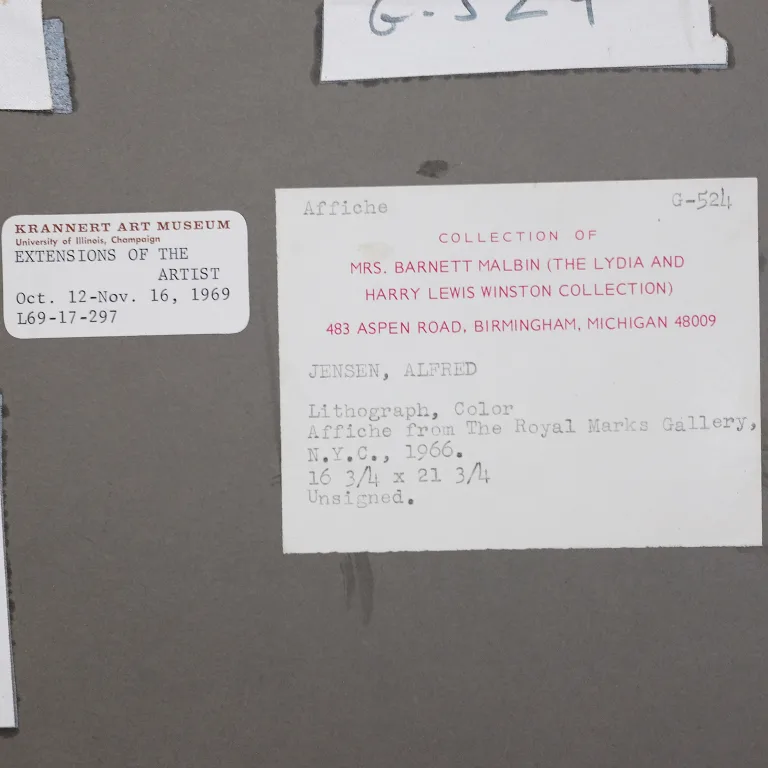 G-524
KRANNERT ART MUSEUM
University of Illinois, Champaign
EXTENSIONS OF THE
ARTIST
Oct. 12-Nov. 16, 1969
L69-17-297
Affiche G-524
COLLECTION OF
MRS. BARNETT MALBIN (THE LYDIA AND
HARRY LEWIS WINSTON COLLECTION)
483 ASPEN ROAD, BIRMINGHAM, MICHIGAN 48009
JENSEN, ALFRED
Lithograph, Color
Affiche from The Royal Marks Gallery,
N.Y.C., 1966.
16 3/4 x 21 3/4
Unsigned.